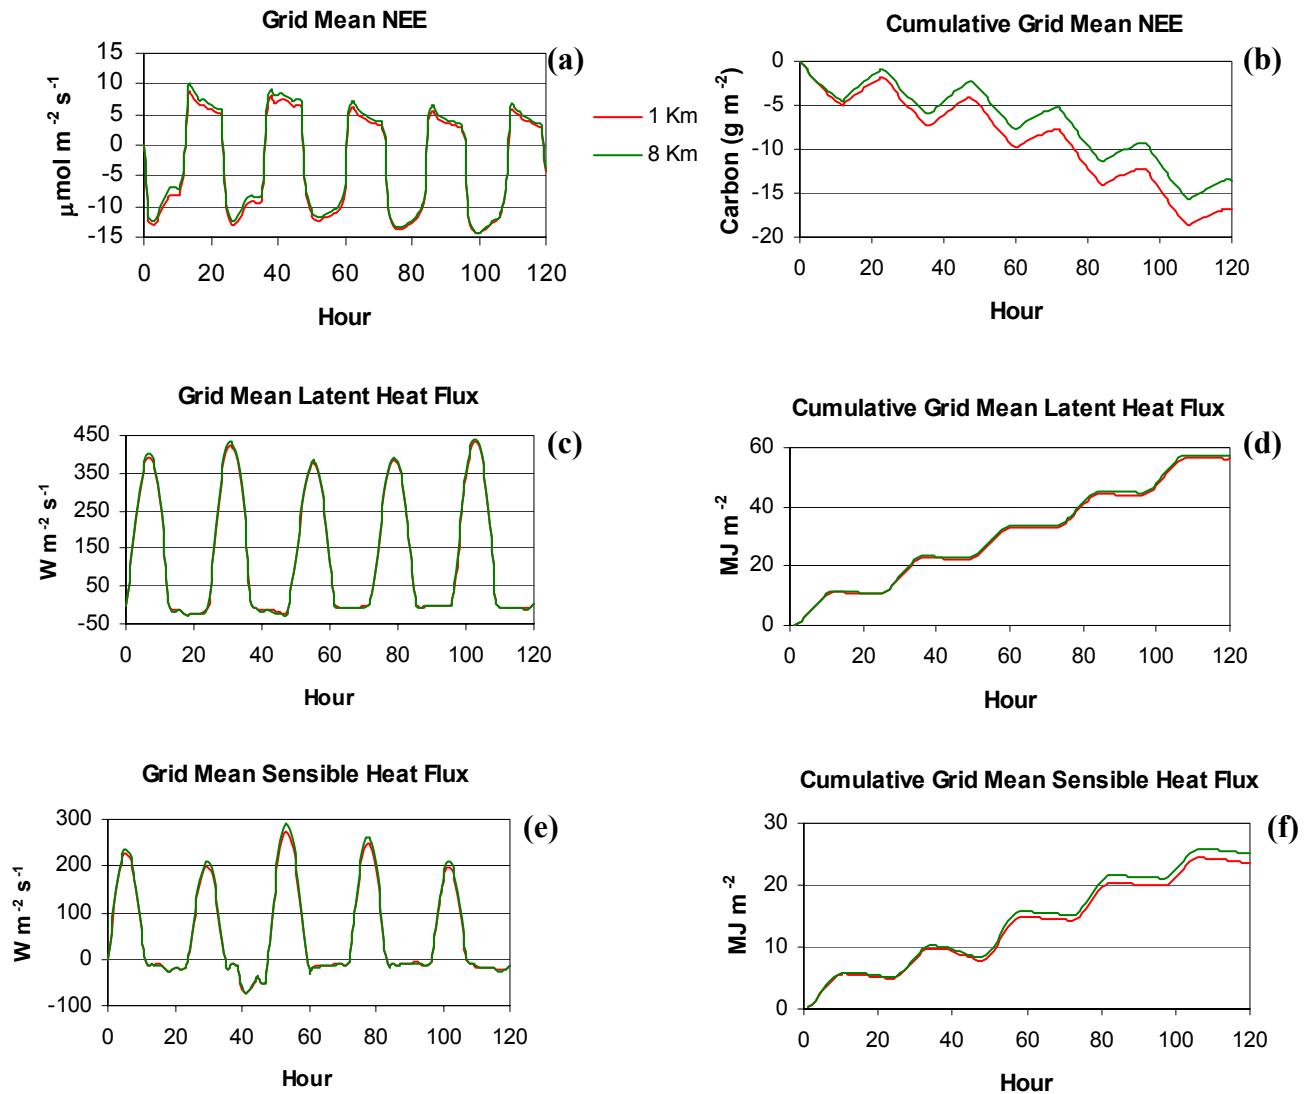 Grid Mean NEE
(a)
15
10
5
0
-5
-10
-15
μmol m⁻² s⁻¹
0 20 40 60 80 100 120
Hour
1 Km
8 Km
Cumulative Grid Mean NEE
(b)
0
-5
-10
-15
-20
Carbon (g m⁻²)
0 20 40 60 80 100 120
Hour
Grid Mean Latent Heat Flux
(c)
450
350
250
150
50
-50
W m⁻² s⁻¹
0 20 40 60 80 100 120
Hour
Cumulative Grid Mean Latent Heat Flux
(d)
60
40
20
0
MJ m⁻²
0 20 40 60 80 100 120
Hour
Grid Mean Sensible Heat Flux
(e)
300
200
100
0
-100
W m⁻² s⁻¹
0 20 40 60 80 100 120
Hour
Cumulative Grid Mean Sensible Heat Flux
(f)
30
20
10
0
MJ m⁻²
0 20 40 60 80 100 120
Hour